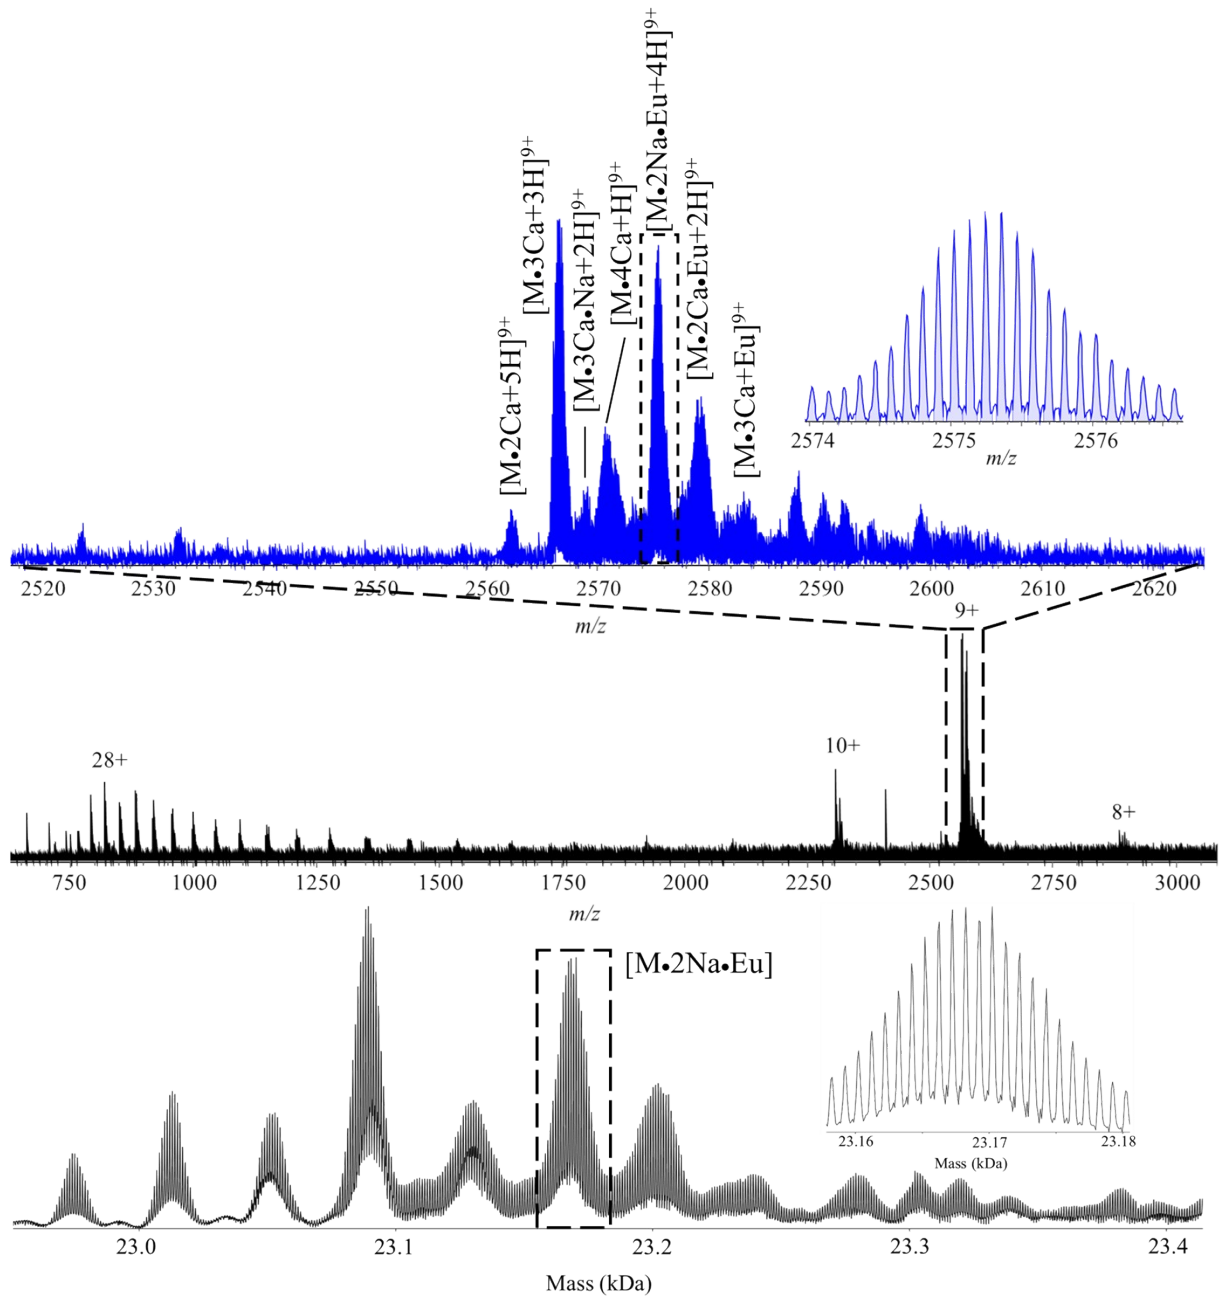 [M•2Ca+5H]⁹⁺
[M•3Ca+3H]⁹⁺
[M•3Ca•Na+2H]⁹⁺
[M•4Ca+H]⁹⁺
[M•2Na•Eu+4H]⁹⁺
[M•2Ca•Eu+2H]⁹⁺
[M•3Ca+Eu]⁹⁺
2574 2575 2576
m/z
2520 2530 2540 2550 2560 2570 2580 2590 2600 2610 2620
m/z
9+
28+
10+
8+
750 1000 1250 1500 1750 2000 2250 2500 2750 3000
m/z
[M•2Na•Eu]
23.16 23.17 23.18
Mass (kDa)
23.0 23.1 23.2 23.3 23.4
Mass (kDa)